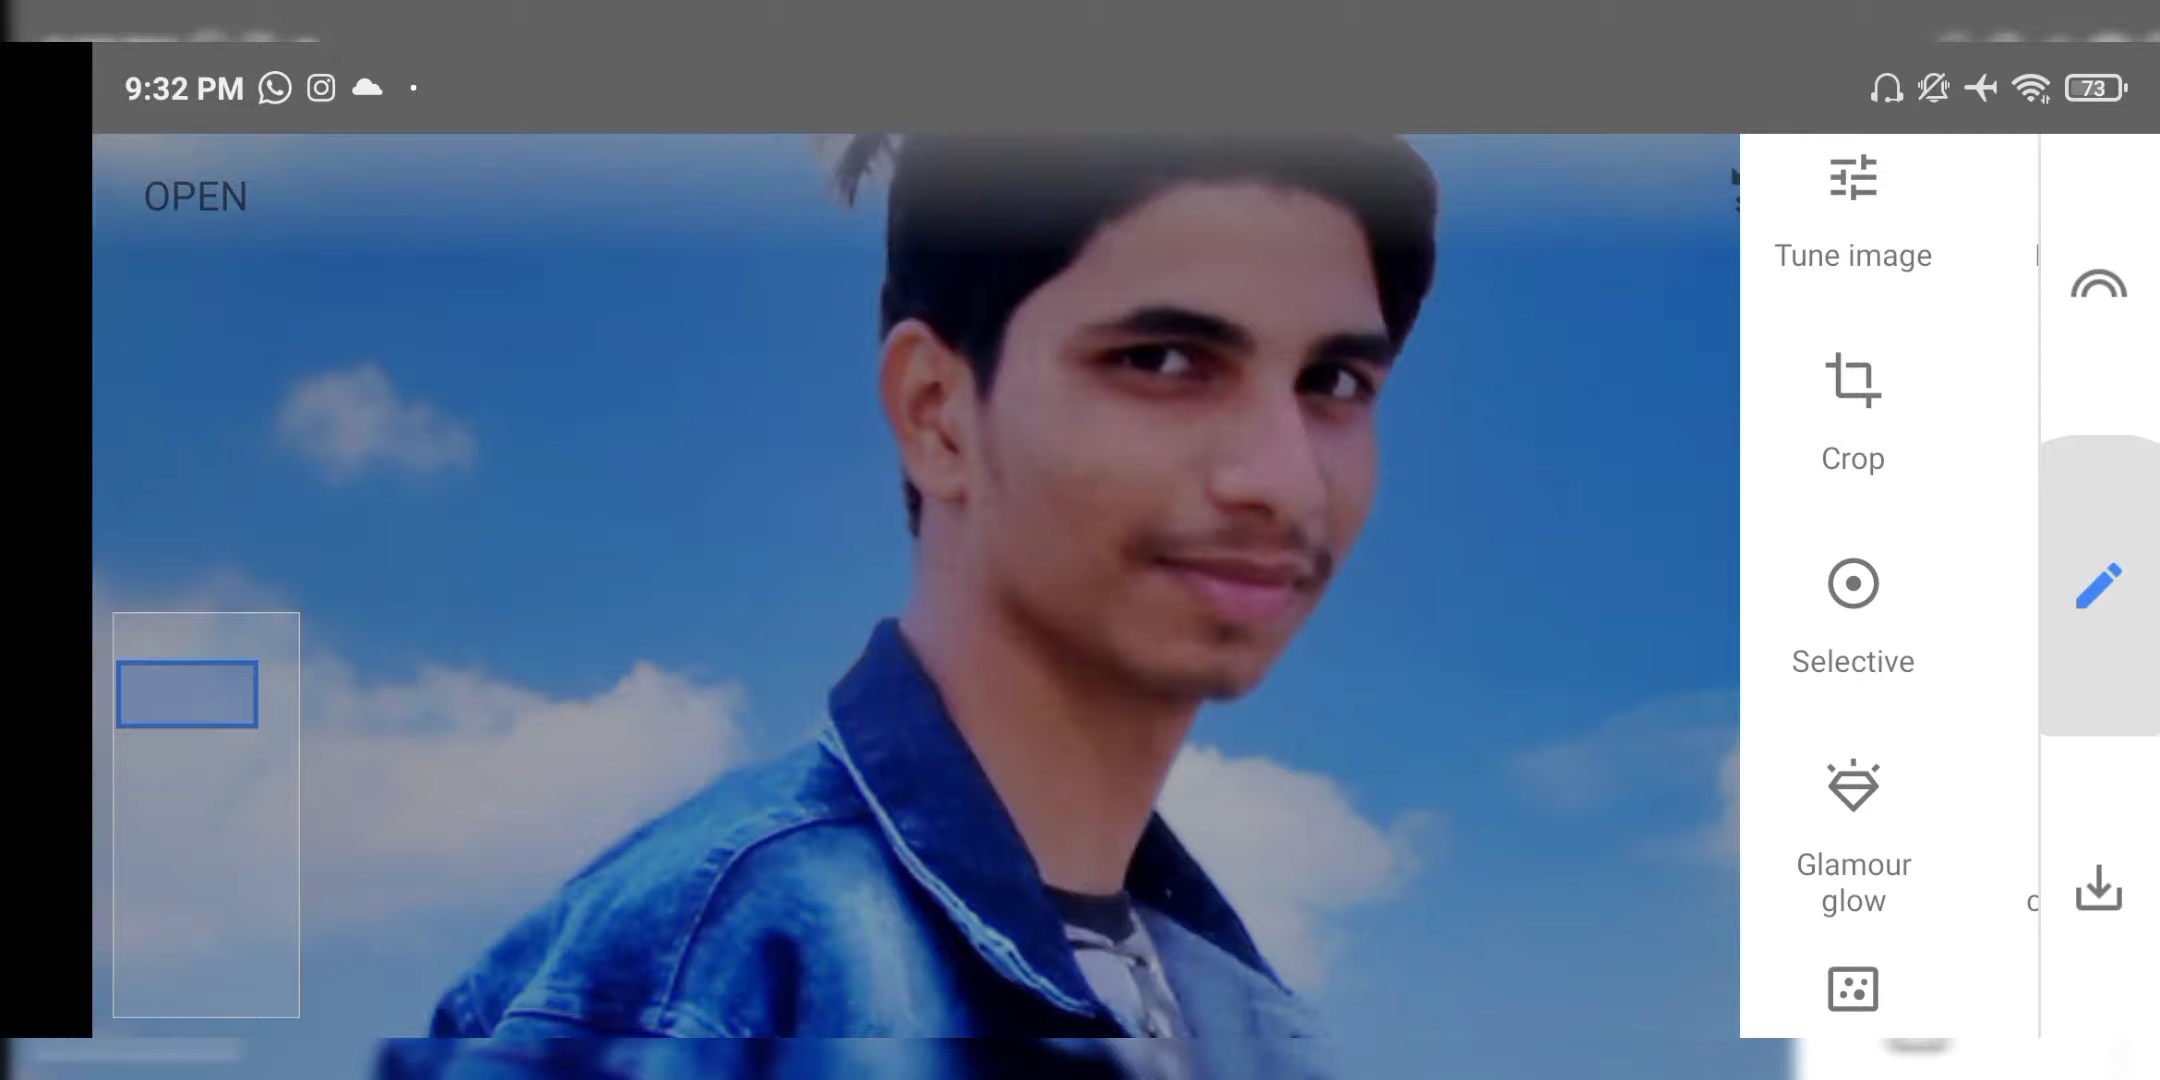 9:32 PM
73
OPEN
Tune image
Crop
Selective
Glamour
glow